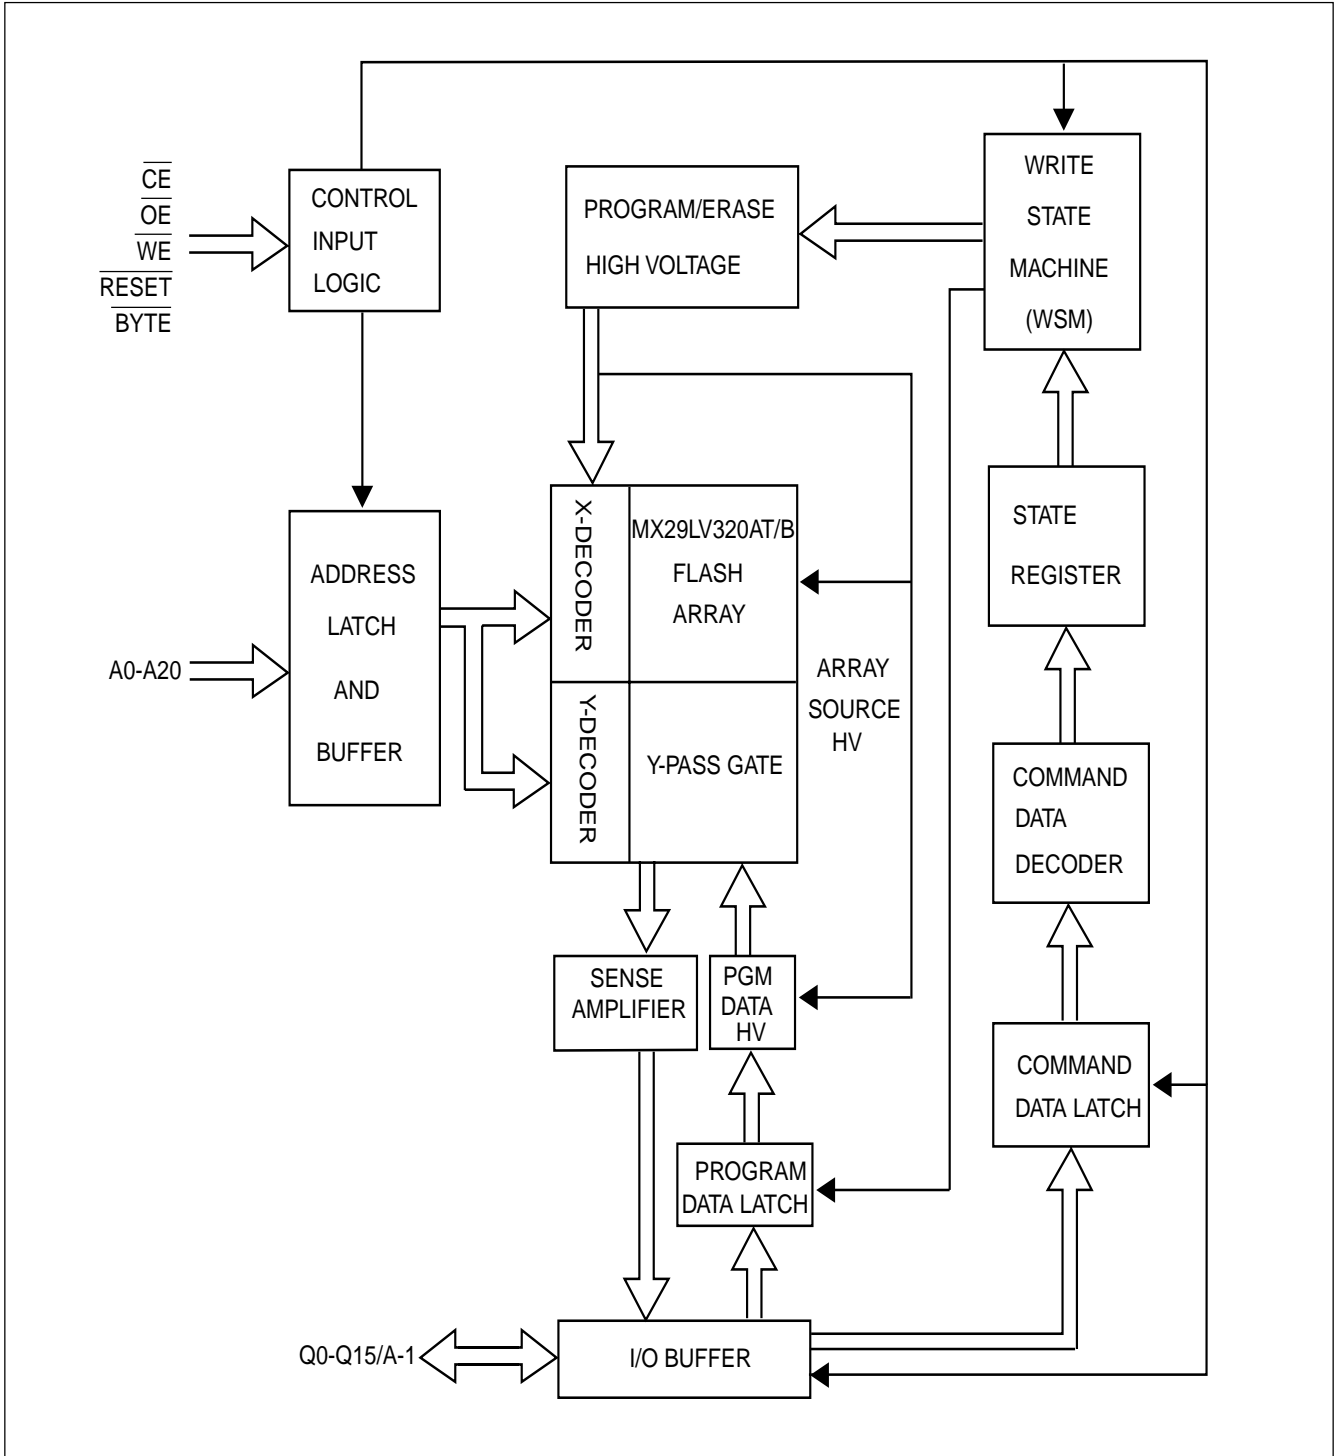 CE
OE
WE
RESET
BYTE
CONTROL
INPUT
LOGIC
PROGRAM/ERASE
HIGH VOLTAGE
WRITE
STATE
MACHINE
(WSM)
STATE
REGISTER
ADDRESS
LATCH
AND
BUFFER
A0-A20
X-DECODER
MX29LV320AT/B
FLASH
ARRAY
Y-DECODER
Y-PASS GATE
ARRAY
SOURCE
HV
COMMAND
DATA
DECODER
SENSE
AMPLIFIER
PGM
DATA
HV
COMMAND
DATA LATCH
PROGRAM
DATA LATCH
Q0-Q15/A-1
I/O BUFFER